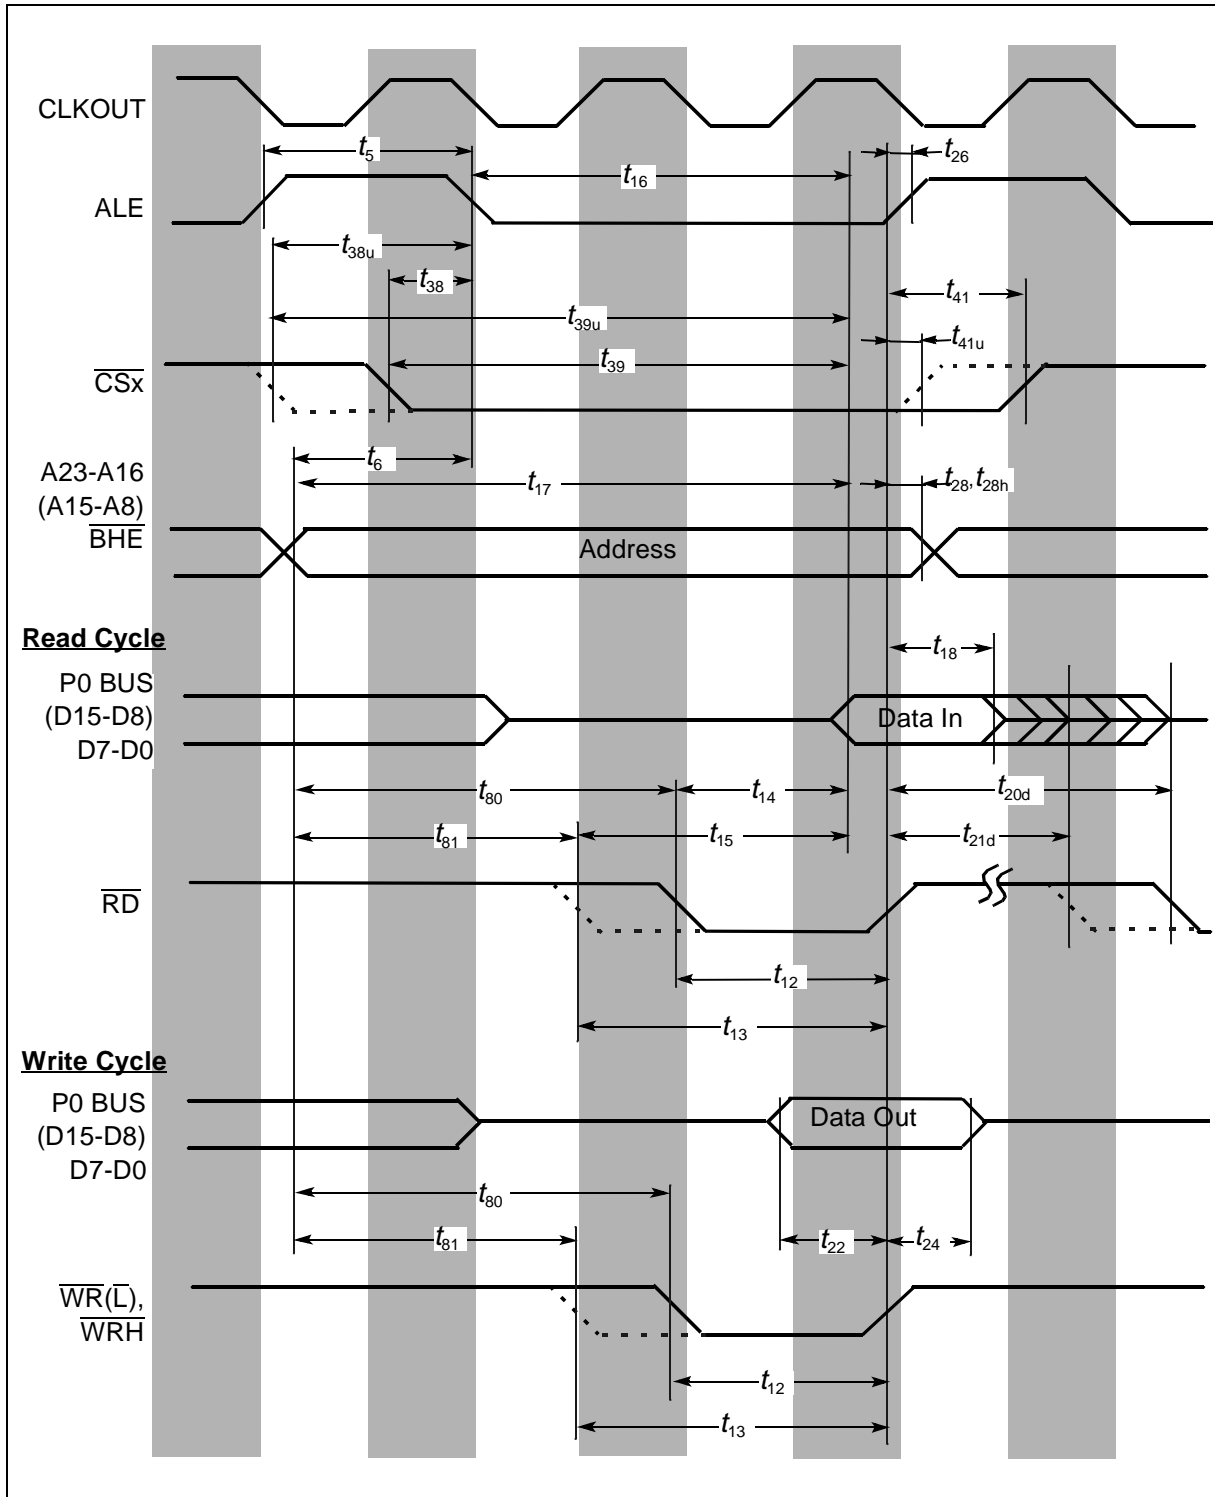 CLKOUT
t5
t26
t16
ALE
t38u
t38
t41
t39u
t41u
t39
CSx
t6
A23-A16
t17
t28, t28h
(A15-A8)
BHE
Address
Read Cycle
t18
P0 BUS
(D15-D8)
Data In
D7-D0
t80
t14
t20d
t81
t15
t21d
RD
t12
t13
Write Cycle
P0 BUS
Data Out
(D15-D8)
D7-D0
t80
t81
t22
t24
WR(L),
WRH
t12
t13